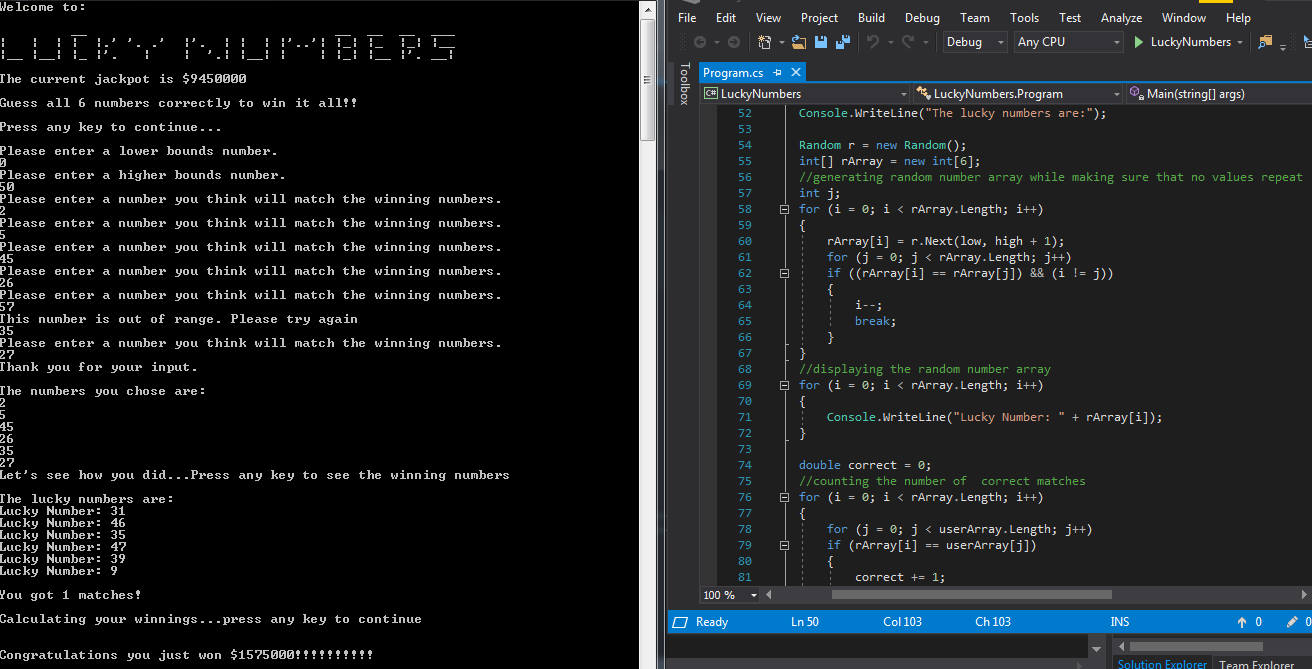 Welcome to:
LUCKY NUMBERS
The current jackpot is $9450000
Guess all 6 numbers correctly to win it all!!
Press any key to continue...
Please enter a lower bounds number.
0
Please enter a higher bounds number.
50
Please enter a number you think will match the winning numbers.
2
Please enter a number you think will match the winning numbers.
5
Please enter a number you think will match the winning numbers.
45
Please enter a number you think will match the winning numbers.
26
Please enter a number you think will match the winning numbers.
57
This number is out of range. Please try again
35
Please enter a number you think will match the winning numbers.
27
Thank you for your input.
The numbers you chose are:
2
5
45
26
35
27
Let's see how you did...Press any key to see the winning numbers
The lucky numbers are:
Lucky Number: 31
Lucky Number: 46
Lucky Number: 35
Lucky Number: 47
Lucky Number: 39
Lucky Number: 9
You got 1 matches!
Calculating your winnings...press any key to continue
Congratulations you just won $1575000!!!!!!!!!!
File Edit View Project Build Debug Team Tools Test Analyze Window Help
Debug Any CPU LuckyNumbers
Toolbox
Program.cs
C# LuckyNumbers LuckyNumbers.Program Main(string[] args)
52 Console.WriteLine("The lucky numbers are:");
53
54 Random r = new Random();
55 int[] rArray = new int[6];
56 //generating random number array while making sure that no values repeat
57 int j;
58 for (i = 0; i < rArray.Length; i++)
59 {
60 rArray[i] = r.Next(low, high + 1);
61 for (j = 0; j < rArray.Length; j++)
62 if ((rArray[i] == rArray[j]) && (i != j))
63 {
64 i--;
65 break;
66 }
67 }
68 //displaying the random number array
69 for (i = 0; i < rArray.Length; i++)
70 {
71 Console.WriteLine("Lucky Number: " + rArray[i]);
72 }
73
74 double correct = 0;
75 //counting the number of  correct matches
76 for (i = 0; i < rArray.Length; i++)
77 {
78 for (j = 0; j < userArray.Length; j++)
79 if (rArray[i] == userArray[j])
80 {
81 correct += 1;
100 %
Ready Ln 50 Col 103 Ch 103 INS 0 0
Solution Explorer Team Explorer